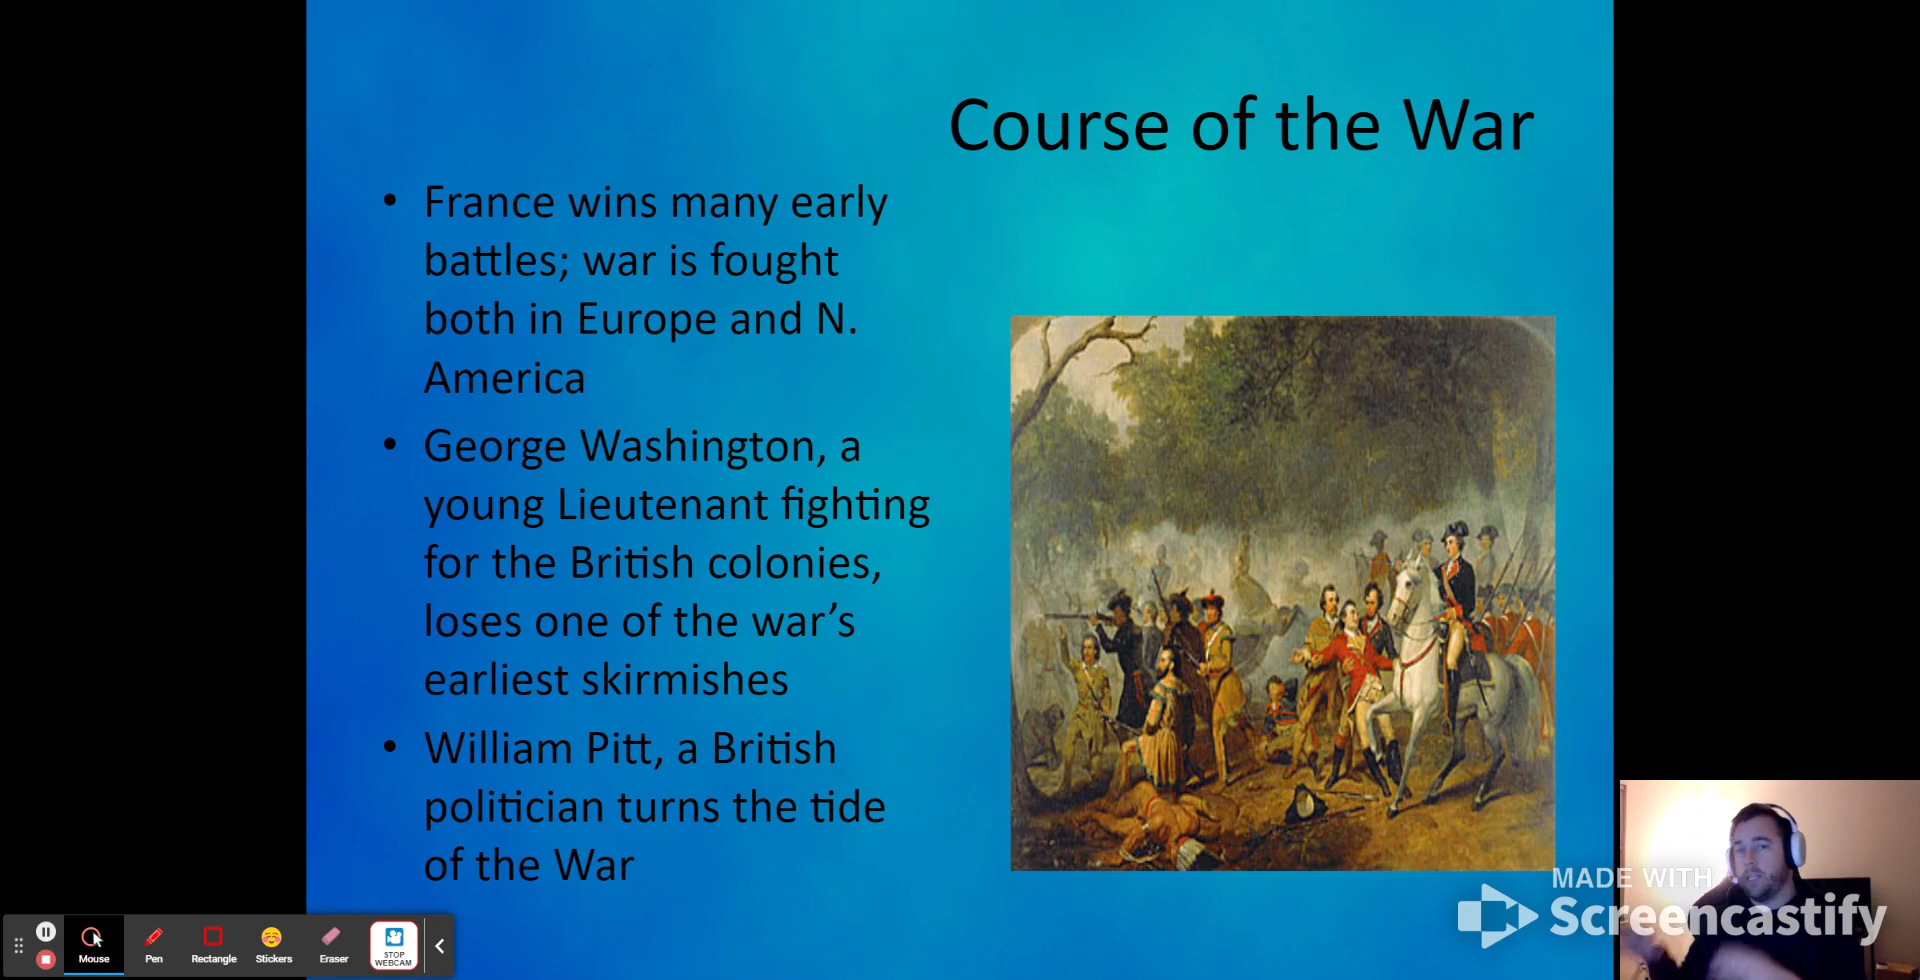 Course of the War
• France wins many early
battles; war is fought
both in Europe and N.
America
• George Washington, a
young Lieutenant fighting
for the British colonies,
loses one of the war’s
earliest skirmishes
• William Pitt, a British
politician turns the tide
of the War
MADE WITH
Screencastify
Mouse
Pen
Rectangle
Stickers
Eraser
STOP
WEBCAM